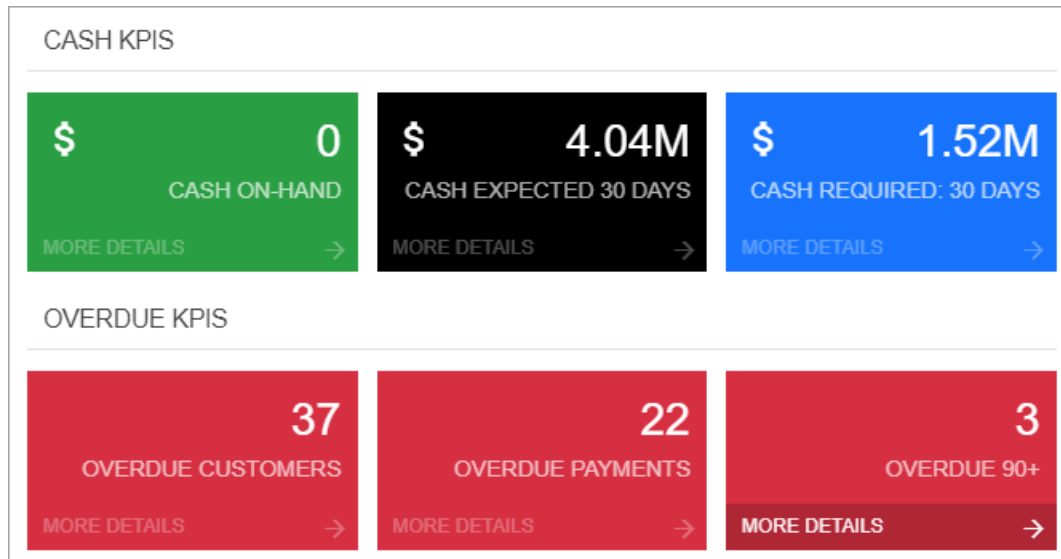 CASH KPIS
$ 0
CASH ON-HAND
MORE DETAILS →
$ 4.04M
CASH EXPECTED 30 DAYS
MORE DETAILS →
$ 1.52M
CASH REQUIRED: 30 DAYS
MORE DETAILS →
OVERDUE KPIS
37
OVERDUE CUSTOMERS
MORE DETAILS →
22
OVERDUE PAYMENTS
MORE DETAILS →
3
OVERDUE 90+
MORE DETAILS →